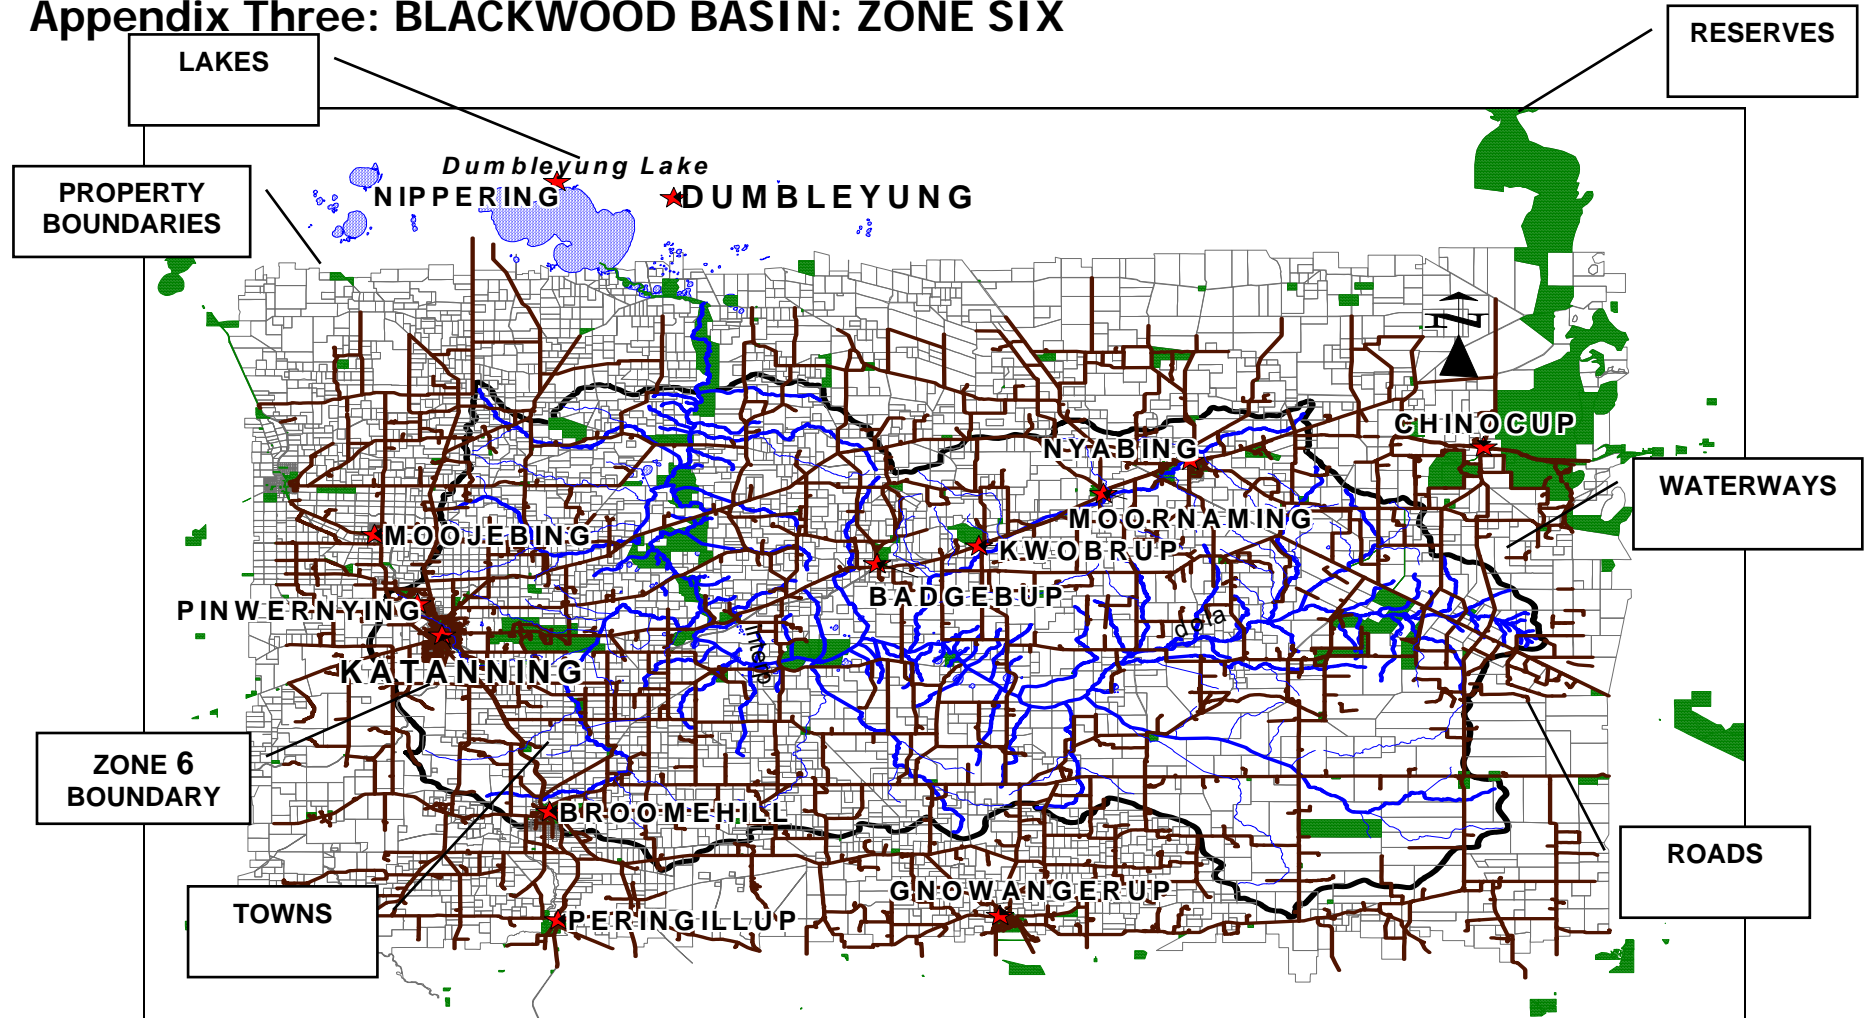 Appendix Three: BLACKWOOD BASIN: ZONE SIX
LAKES
RESERVES
Dumbleyung Lake
NIPPERING
DUMBLEYUNG
PROPERTY
BOUNDARIES
N
CHINOCUP
NYABING
WATERWAYS
MOORNAMING
MOOJEBING
KWOBRUP
BADGEBUP
PINWERNYING
KATANNING
ZONE 6
BOUNDARY
BROOMEHILL
ROADS
GNOWANGERUP
TOWNS
PERINGILLUP